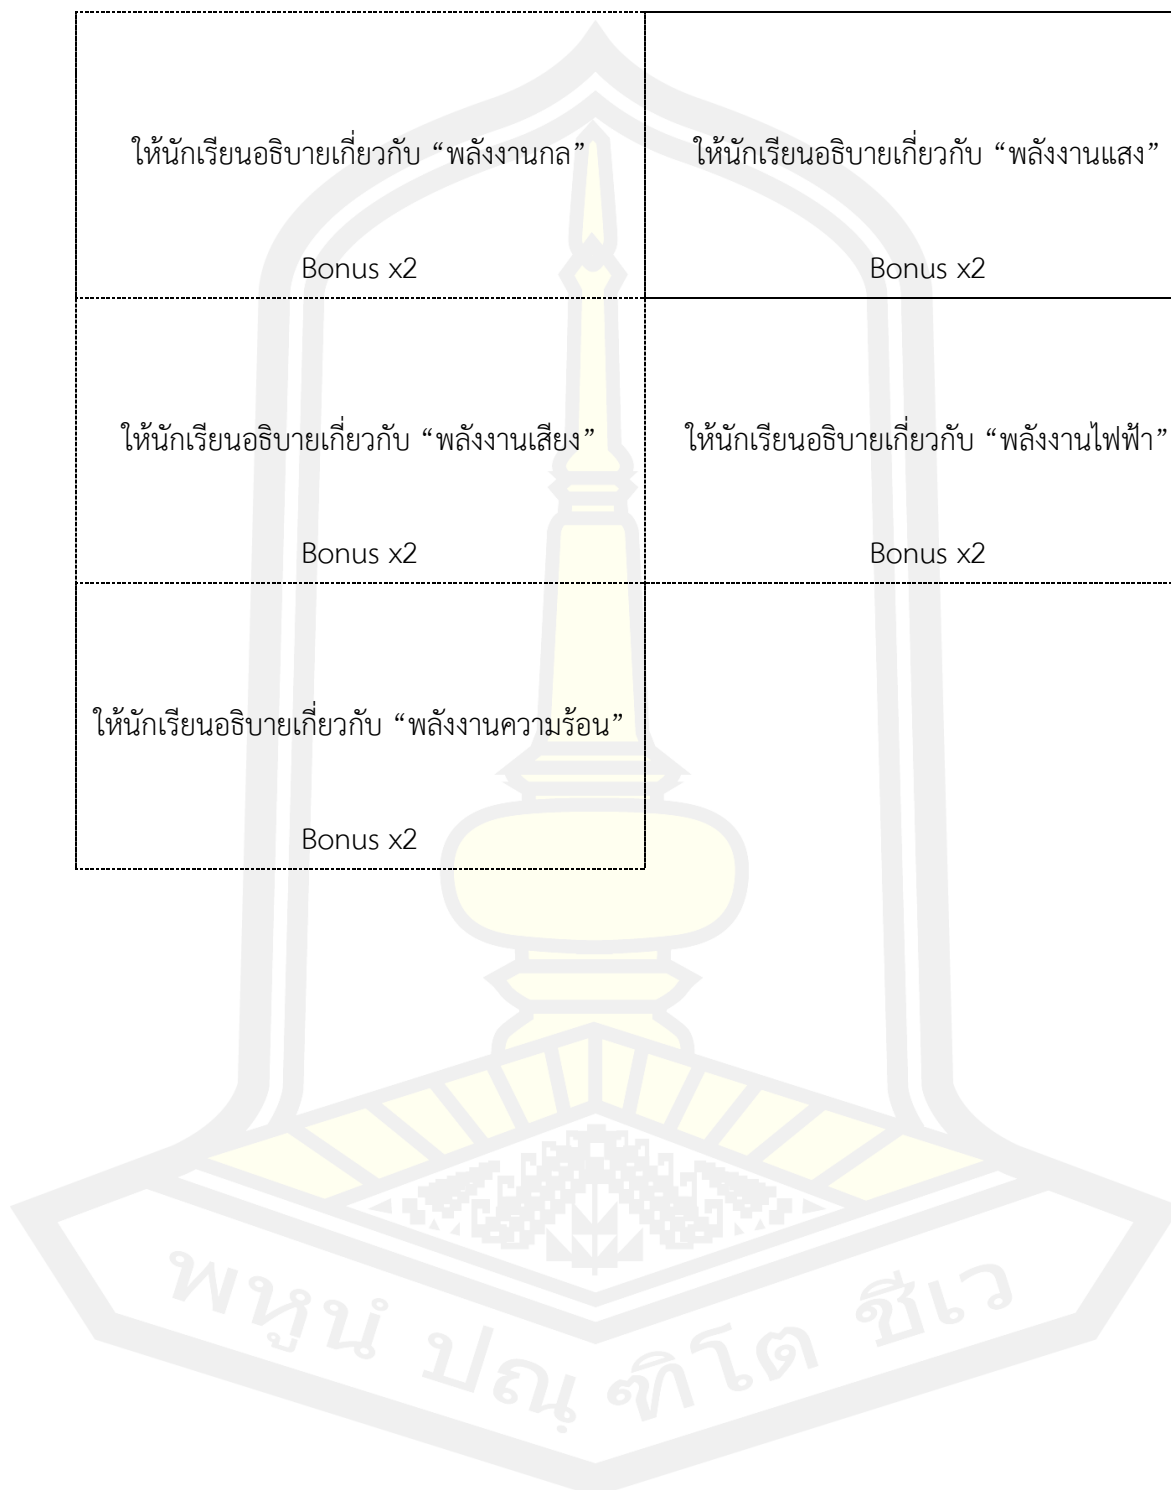 ให้นักเรียนอธิบายเกี่ยวกับ “พลังงานกล”
Bonus x2
ให้นักเรียนอธิบายเกี่ยวกับ “พลังงานแสง”
Bonus x2
ให้นักเรียนอธิบายเกี่ยวกับ “พลังงานเสียง”
Bonus x2
ให้นักเรียนอธิบายเกี่ยวกับ “พลังงานไฟฟ้า”
Bonus x2
ให้นักเรียนอธิบายเกี่ยวกับ “พลังงานความร้อน”
Bonus x2
พหูนํ ปณฺฑิโต ชีเว